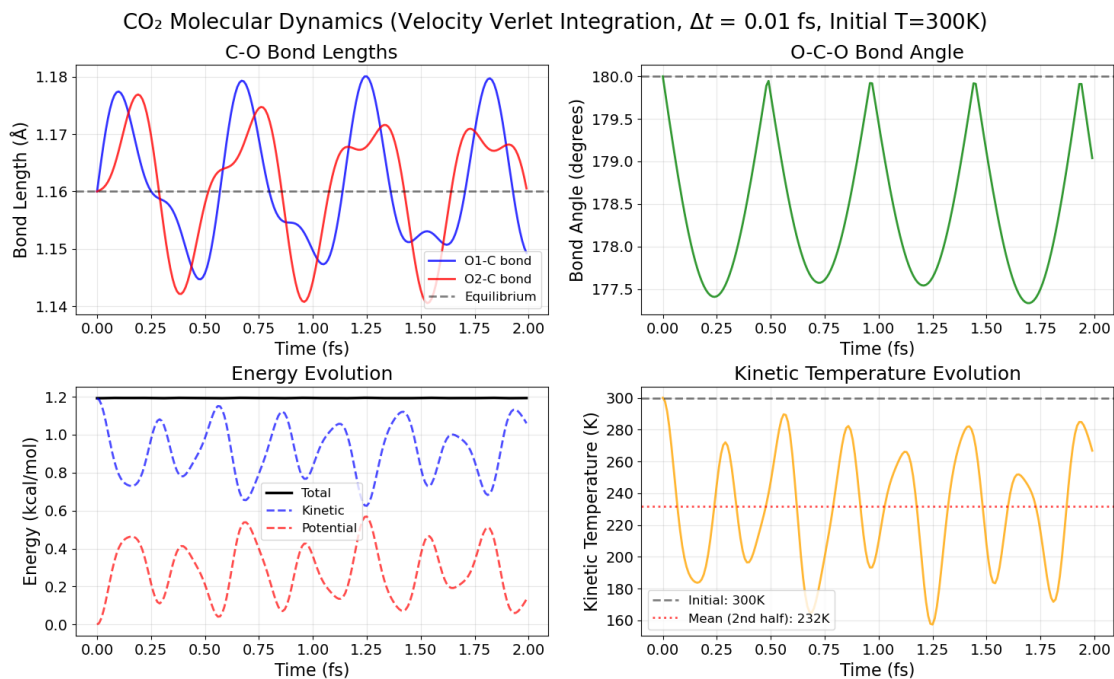 CO₂ Molecular Dynamics (Velocity Verlet Integration, Δt = 0.01 fs, Initial T=300K)
C-O Bond Lengths
Bond Length (Å)
1.18
1.17
1.16
1.15
1.14
0.00 0.25 0.50 0.75 1.00 1.25 1.50 1.75 2.00
Time (fs)
O1-C bond
O2-C bond
Equilibrium
O-C-O Bond Angle
Bond Angle (degrees)
180.0
179.5
179.0
178.5
178.0
177.5
0.00 0.25 0.50 0.75 1.00 1.25 1.50 1.75 2.00
Time (fs)
Energy Evolution
Energy (kcal/mol)
1.2
1.0
0.8
0.6
0.4
0.2
0.0
0.00 0.25 0.50 0.75 1.00 1.25 1.50 1.75 2.00
Time (fs)
Total
Kinetic
Potential
Kinetic Temperature Evolution
Kinetic Temperature (K)
300
280
260
240
220
200
180
160
0.00 0.25 0.50 0.75 1.00 1.25 1.50 1.75 2.00
Time (fs)
Initial: 300K
Mean (2nd half): 232K